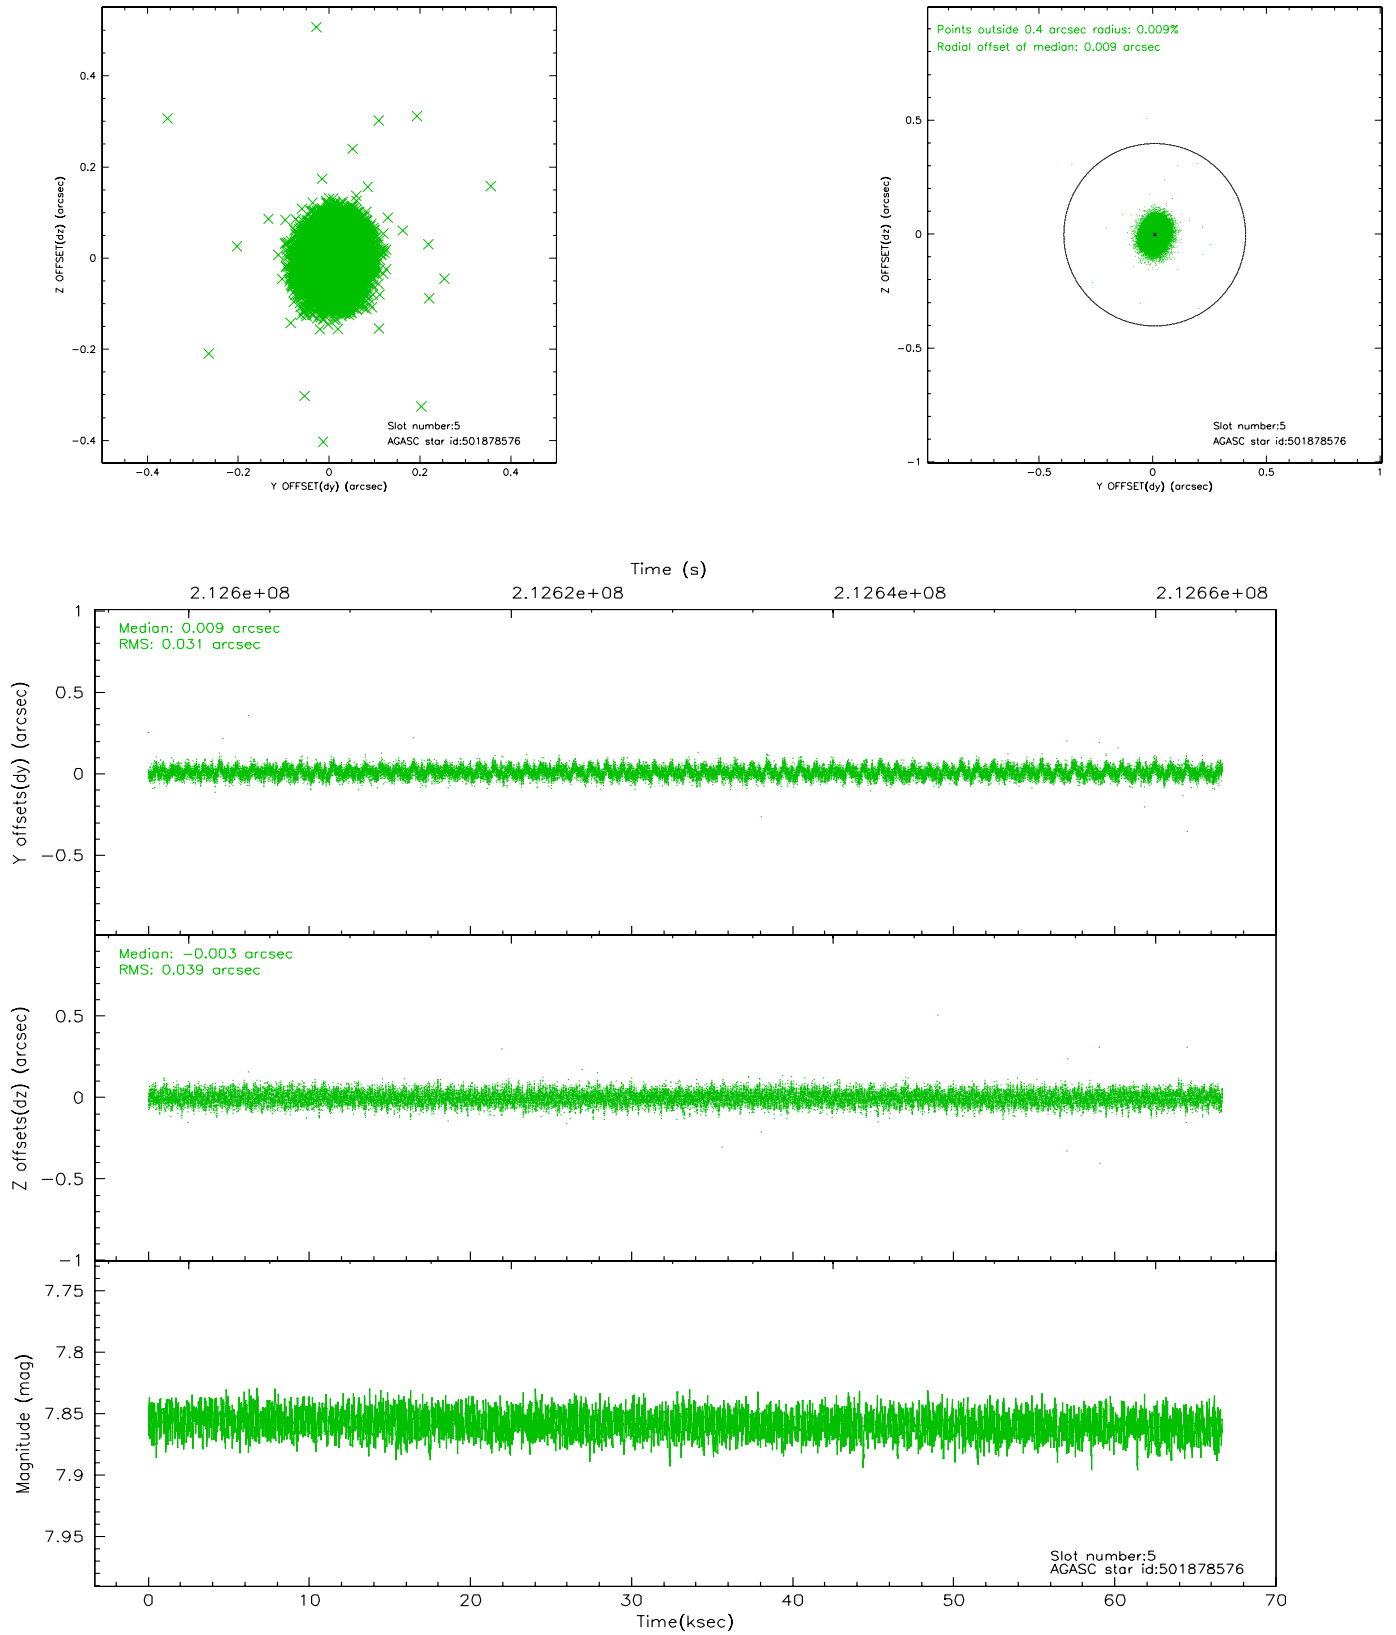 0.4
0.2
0
−0.2
−0.4
Z OFFSET(dz) (arcsec)
Slot number:5
AGASC star id:501878576
−0.4
−0.2
0
0.2
0.4
Y OFFSET(dy) (arcsec)
Points outside 0.4 arcsec radius: 0.009%
Radial offset of median: 0.009 arcsec
0.5
0
−0.5
−1
Z OFFSET(dz) (arcsec)
Slot number:5
AGASC star id:501878576
−0.5
0
0.5
1
Y OFFSET(dy) (arcsec)
Time (s)
2.126e+08
2.1262e+08
2.1264e+08
2.1266e+08
1
0.5
0
−0.5
Y offsets(dy) (arcsec)
Median: 0.009 arcsec
RMS: 0.031 arcsec
0.5
0
−0.5
−1
Z offsets(dz) (arcsec)
Median: −0.003 arcsec
RMS: 0.039 arcsec
7.75
7.8
7.85
7.9
7.95
Magnitude (mag)
Slot number:5
AGASC star id:501878576
0
10
20
30
40
50
60
70
Time(ksec)